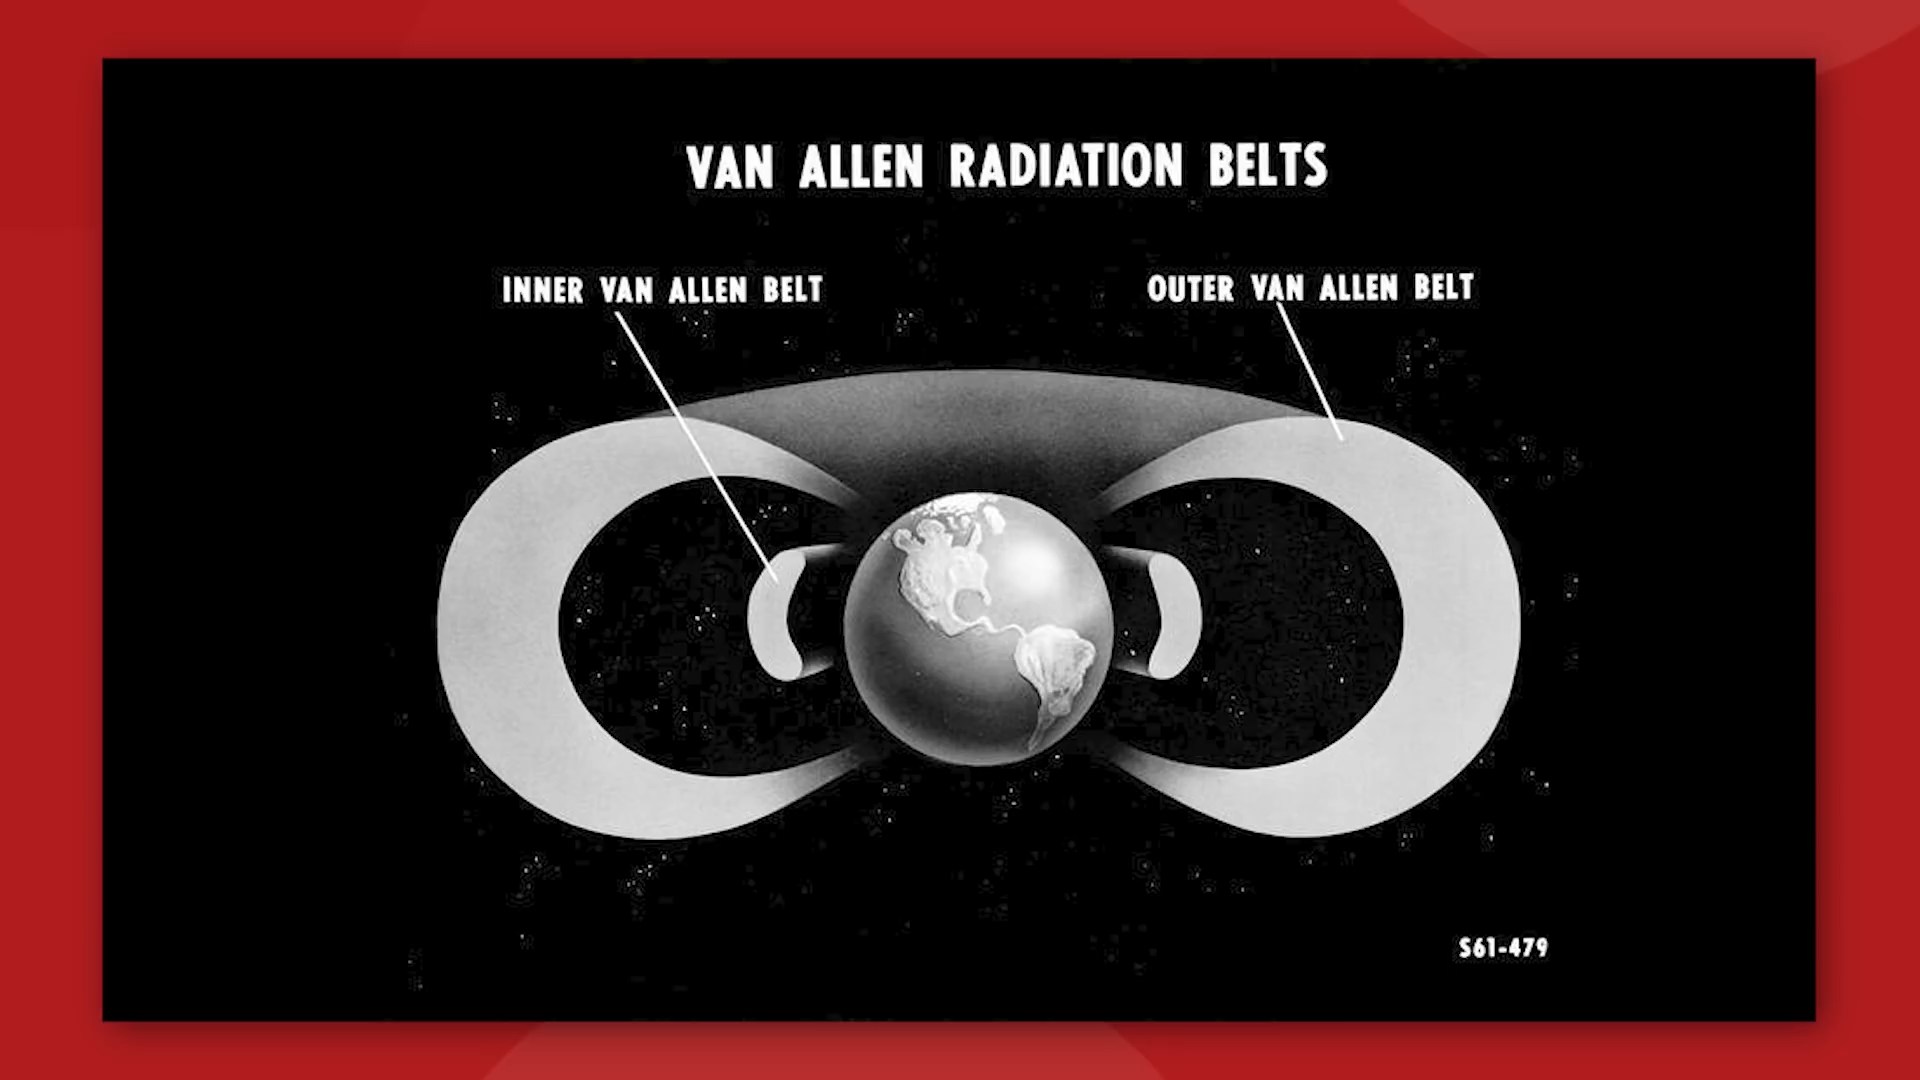 VAN ALLEN RADIATION BELTS
INNER VAN ALLEN BELT
OUTER VAN ALLEN BELT
S61-479